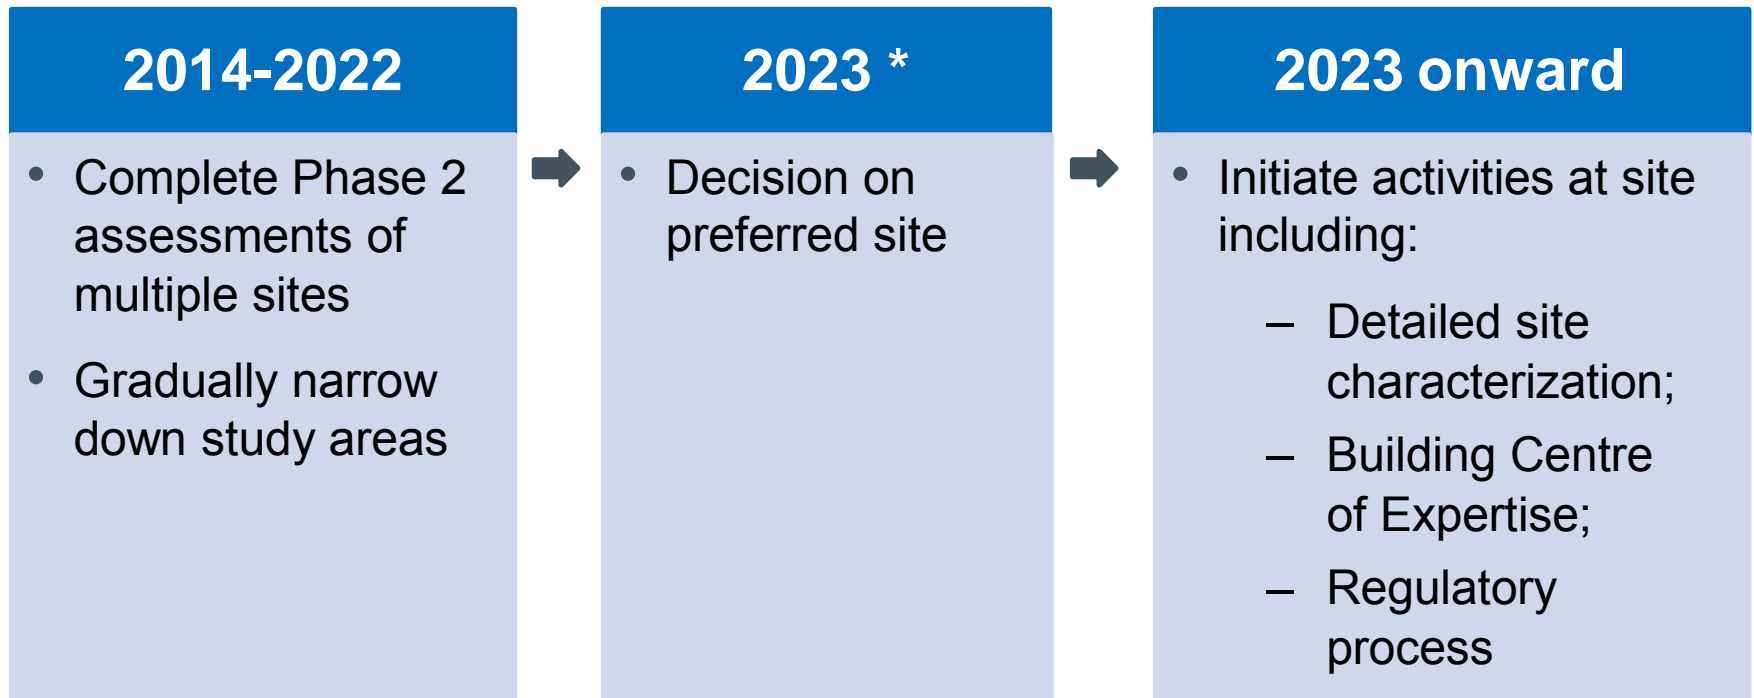 2014-2022
• Complete Phase 2
assessments of
multiple sites
• Gradually narrow
down study areas
2023 *
• Decision on
preferred site
2023 onward
• Initiate activities at site
including:
– Detailed site
characterization;
– Building Centre
of Expertise;
– Regulatory
process